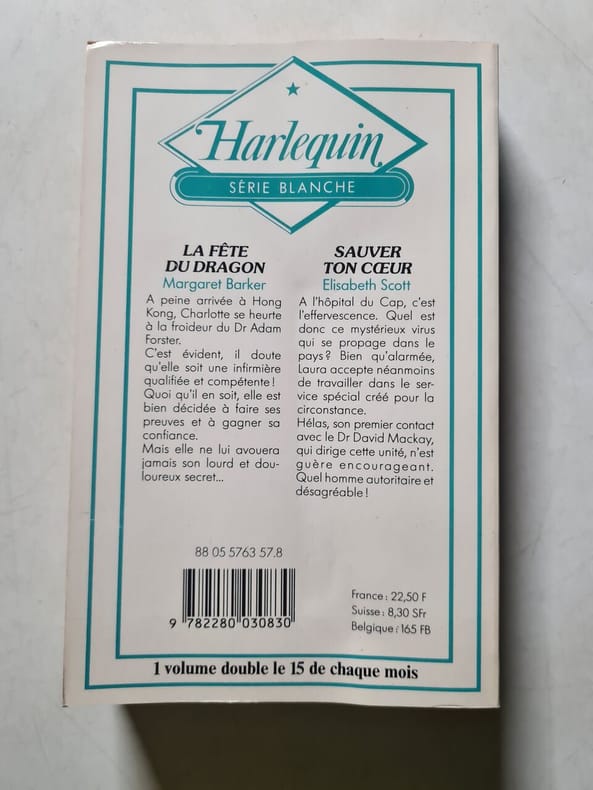 Harlequin
SÉRIE BLANCHE
LA FÊTE
DU DRAGON
Margaret Barker
A peine arrivée à Hong
Kong, Charlotte se heurte
à la froideur du Dr Adam
Forster.
C'est évident, il doute
qu'elle soit une infirmière
qualifiée et compétente !
Quoi qu'il en soit, elle est
bien décidée à faire ses
preuves et à gagner sa
confiance.
Mais elle ne lui avouera
jamais son lourd et dou-
loureux secret...
SAUVER
TON CŒUR
Elisabeth Scott
A l'hôpital du Cap, c'est
l'effervescence. Quel est
donc ce mystérieux virus
qui se propage dans le
pays ? Bien qu'alarmée,
Laura accepte néanmoins
de travailler dans le ser-
vice spécial créé pour la
circonstance.
Hélas, son premier contact
avec le Dr David Mackay,
qui dirige cette unité, n'est
guère encourageant.
Quel homme autoritaire et
désagréable !
88 05 5763 57.8
9 782280 030830
France : 22,50 F
Suisse : 8,30 SFr
Belgique : 165 FB
1 volume double le 15 de chaque mois